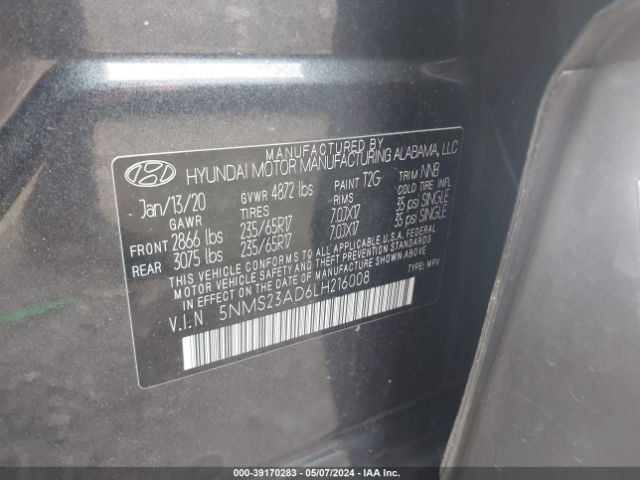 MANUFACTURED BY
HYUNDAI MOTOR MANUFACTURING ALABAMA, LLC
Jan/13/20 GVWR 4872 lbs PAINT T2G TRIM NNB
GAWR TIRES RIMS COLD TIRE INFL
FRONT 2866 lbs 235/65R17 7.0JX17 35 psi SINGLE
REAR 3075 lbs 235/65R17 7.0JX17 35 psi SINGLE
THIS VEHICLE CONFORMS TO ALL APPLICABLE U.S.A. FEDERAL
MOTOR VEHICLE SAFETY, BUMPER, AND THEFT PREVENTION STANDARDS
IN EFFECT ON THE DATE OF MANUFACTURE SHOWN ABOVE
V.I.N 5NMS23AD6LH216008 TYPE: MPV
000-39170283 - 05/07/2024 - IAA Inc.